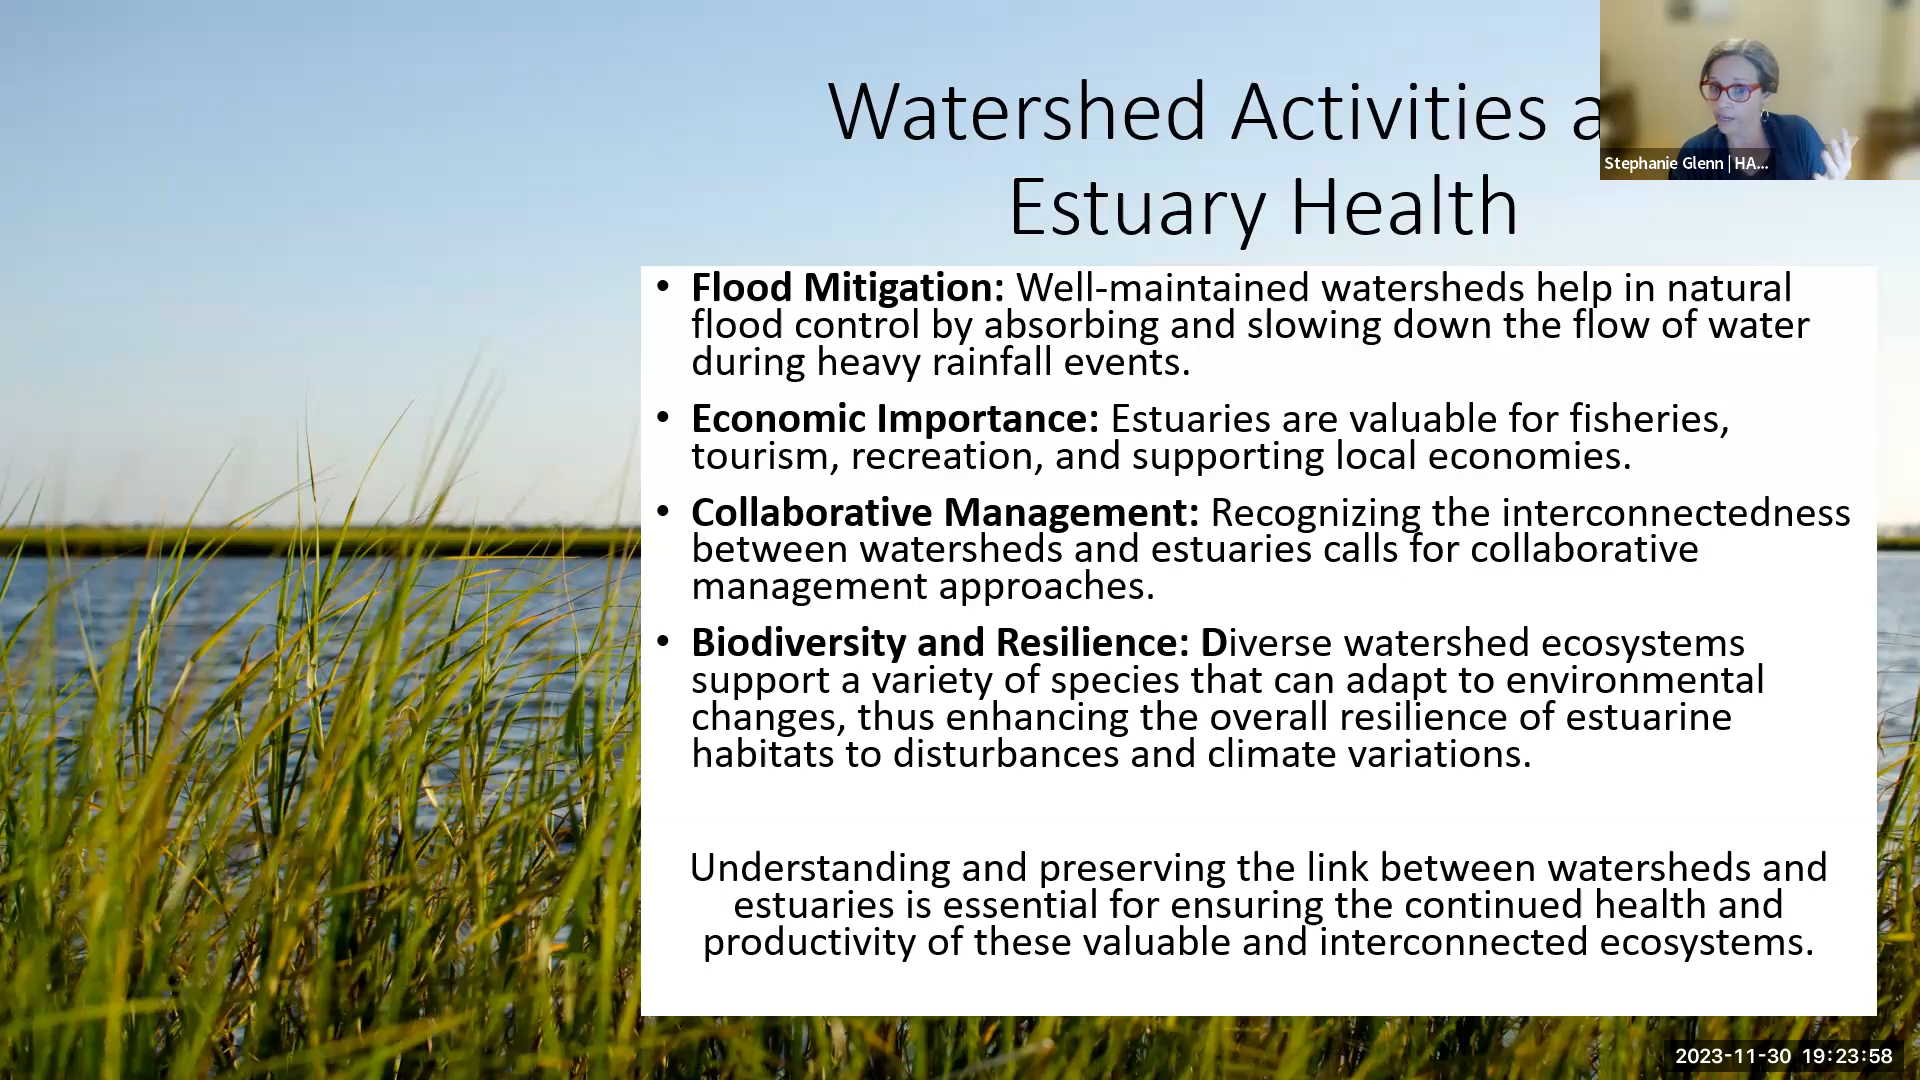 Watershed Activities a
Estuary Health
Stephanie Glenn | HA...
• Flood Mitigation: Well-maintained watersheds help in natural
flood control by absorbing and slowing down the flow of water
during heavy rainfall events.
• Economic Importance: Estuaries are valuable for fisheries,
tourism, recreation, and supporting local economies.
• Collaborative Management: Recognizing the interconnectedness
between watersheds and estuaries calls for collaborative
management approaches.
• Biodiversity and Resilience: Diverse watershed ecosystems
support a variety of species that can adapt to environmental
changes, thus enhancing the overall resilience of estuarine
habitats to disturbances and climate variations.
Understanding and preserving the link between watersheds and
estuaries is essential for ensuring the continued health and
productivity of these valuable and interconnected ecosystems.
2023-11-30 19:23:58